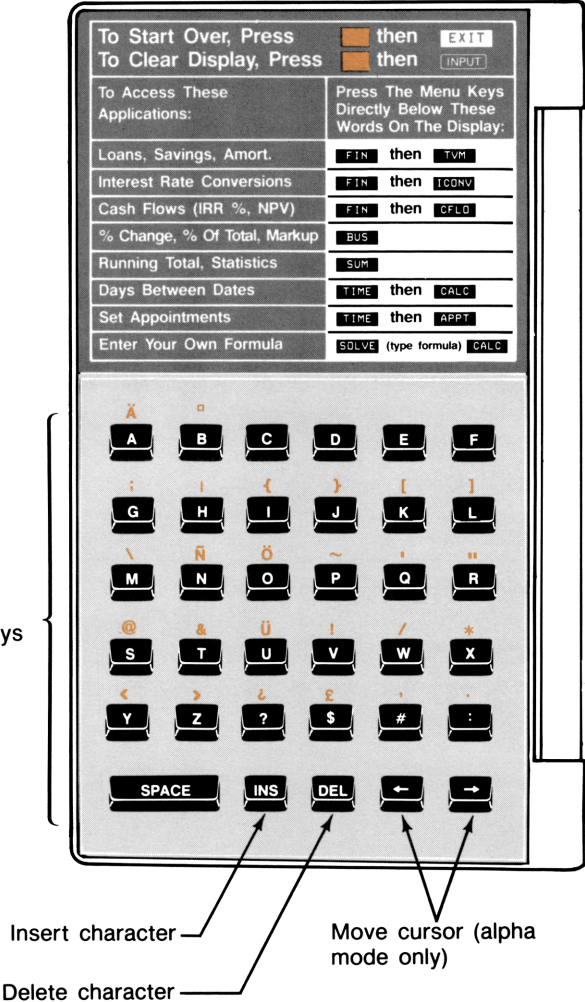 To Start Over, Press then EXIT
To Clear Display, Press then INPUT
To Access These
Applications:
Press The Menu Keys
Directly Below These
Words On The Display:
Loans, Savings, Amort. FIN then TVM
Interest Rate Conversions FIN then ICONV
Cash Flows (IRR %, NPV) FIN then CFLO
% Change, % Of Total, Markup BUS
Running Total, Statistics SUM
Days Between Dates TIME then CALC
Set Appointments TIME then APPT
Enter Your Own Formula SOLVE (type formula) CALC
Ä ¤
A B C D E F
; | { } [ ]
G H I J K L
\ Ñ Ö ~ ' "
M N O P Q R
@ & Ü ! / *
S T U V W X
ys
< > ¿ £ , .
Y Z ? $ # :
SPACE INS DEL ← →
Insert character
Move cursor (alpha
mode only)
Delete character